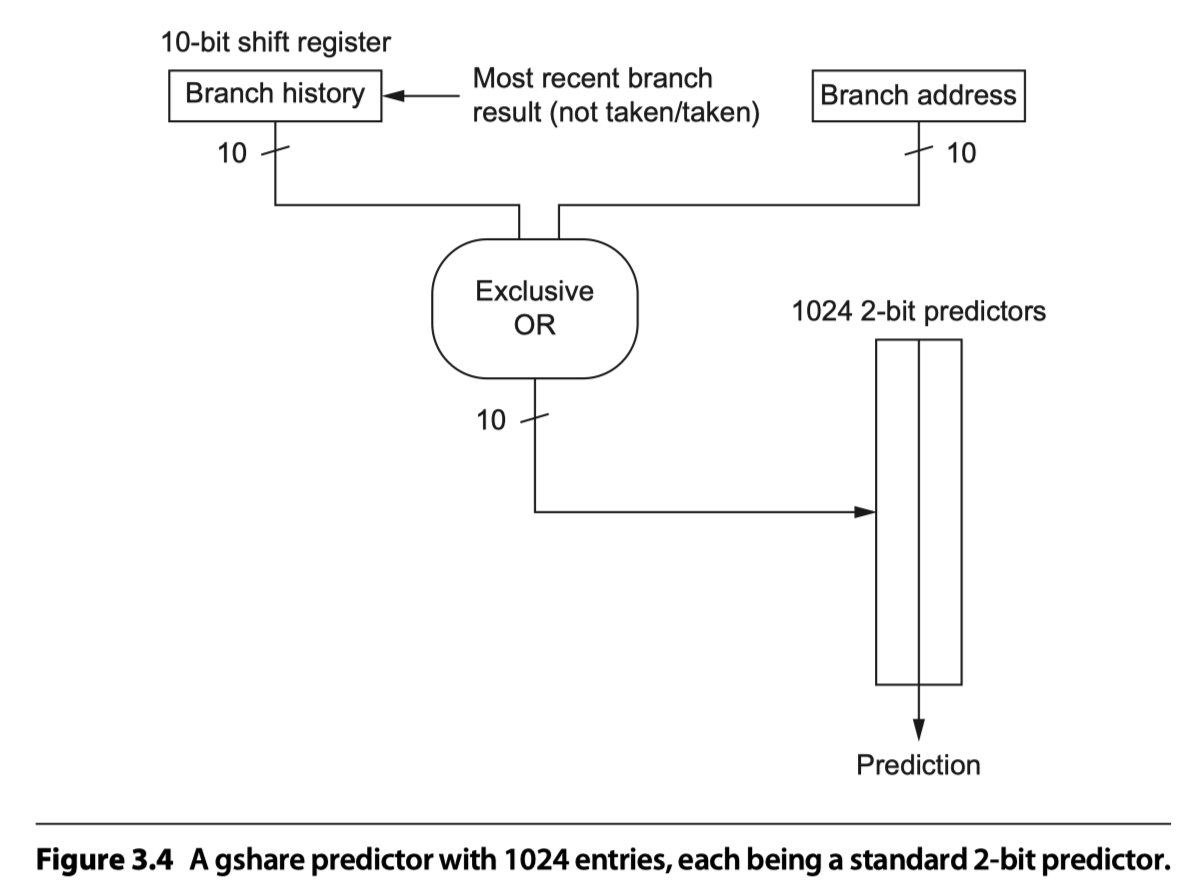 10-bit shift register
Branch history
Most recent branch
result (not taken/taken)
Branch address
10
10
Exclusive
OR
1024 2-bit predictors
10
Prediction
Figure 3.4 A gshare predictor with 1024 entries, each being a standard 2-bit predictor.